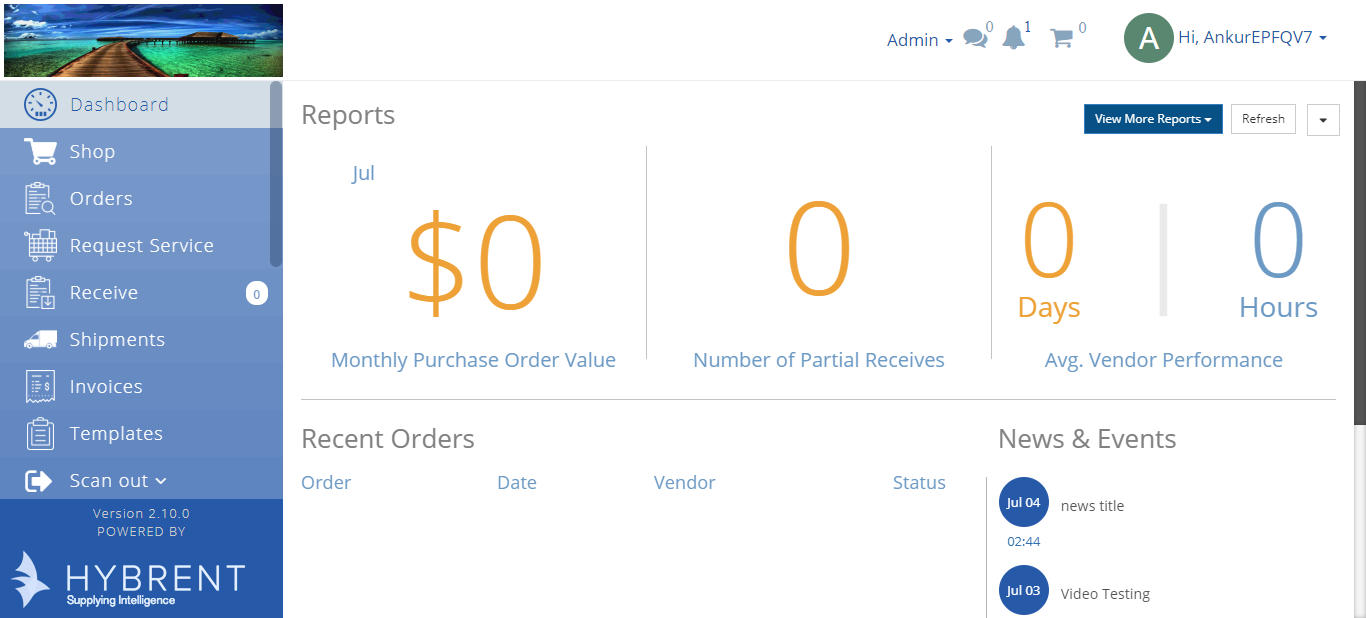 Admin 0 1 0 A Hi, AnkurEPFQV7
Dashboard
Shop
Orders
Request Service
Receive 0
Shipments
Invoices
Templates
Scan out
Version 2.10.0
POWERED BY
HYBRENT
Supplying Intelligence
Reports
View More Reports Refresh
Jul
$0
Monthly Purchase Order Value
0
Number of Partial Receives
0 0
Days Hours
Avg. Vendor Performance
Recent Orders
Order Date Vendor Status
News & Events
Jul 04 news title
02:44
Jul 03 Video Testing